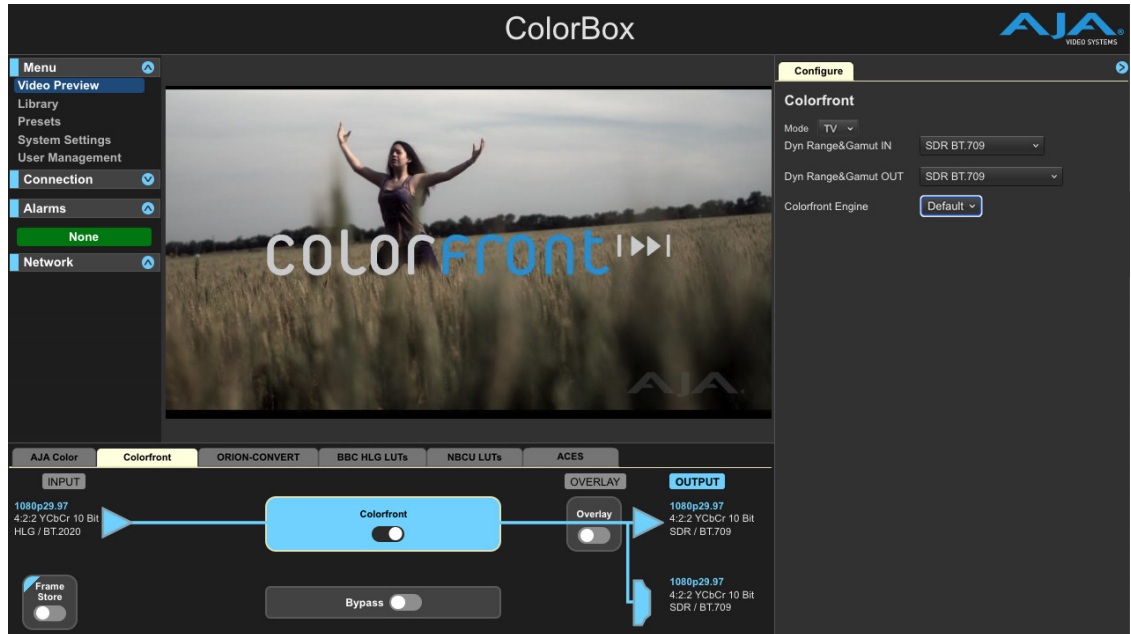 ColorBox
AJA
VIDEO SYSTEMS
Menu
Video Preview
Library
Presets
System Settings
User Management
Connection
Alarms
None
Network
colorfront
AJA
Configure
Colorfront
Mode TV
Dyn Range&Gamut IN SDR BT.709
Dyn Range&Gamut OUT SDR BT.709
Colorfront Engine Default
AJA Color Colorfront ORION-CONVERT BBC HLG LUTs NBCU LUTs ACES
INPUT
1080p29.97
4:2:2 YCbCr 10 Bit
HLG / BT.2020
Colorfront
OVERLAY
Overlay
OUTPUT
1080p29.97
4:2:2 YCbCr 10 Bit
SDR / BT.709
Frame
Store
Bypass
1080p29.97
4:2:2 YCbCr 10 Bit
SDR / BT.709